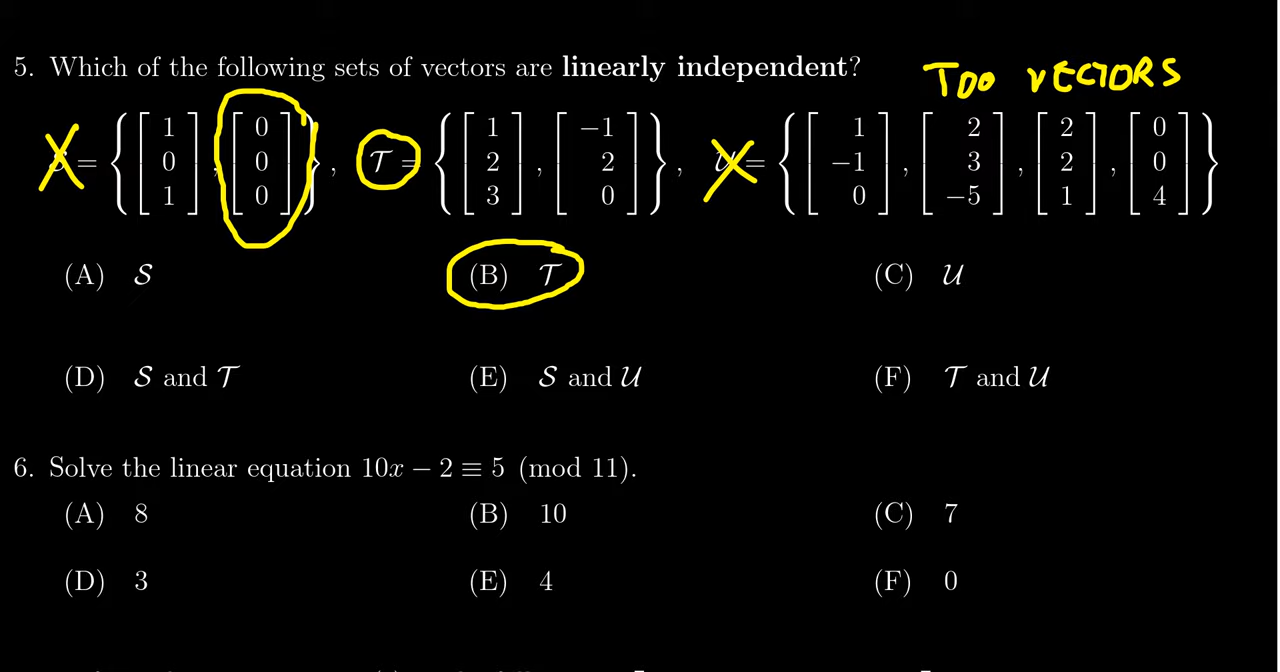 5. Which of the following sets of vectors are linearly independent?
TOO VECTORS
= { [ 1 0 1 ] , [ 0 0 0 ] } , 𝒯 = { [ 1 2 3 ] , [ −1 2 0 ] } , 𝒰 = { [ 1 −1 0 ] , [ 2 3 −5 ] , [ 2 2 1 ] , [ 0 0 4 ] }
(A) 𝒮 (B) 𝒯 (C) 𝒰
(D) 𝒮 and 𝒯 (E) 𝒮 and 𝒰 (F) 𝒯 and 𝒰
6. Solve the linear equation 10x − 2 ≡ 5 (mod 11).
(A) 8 (B) 10 (C) 7
(D) 3 (E) 4 (F) 0